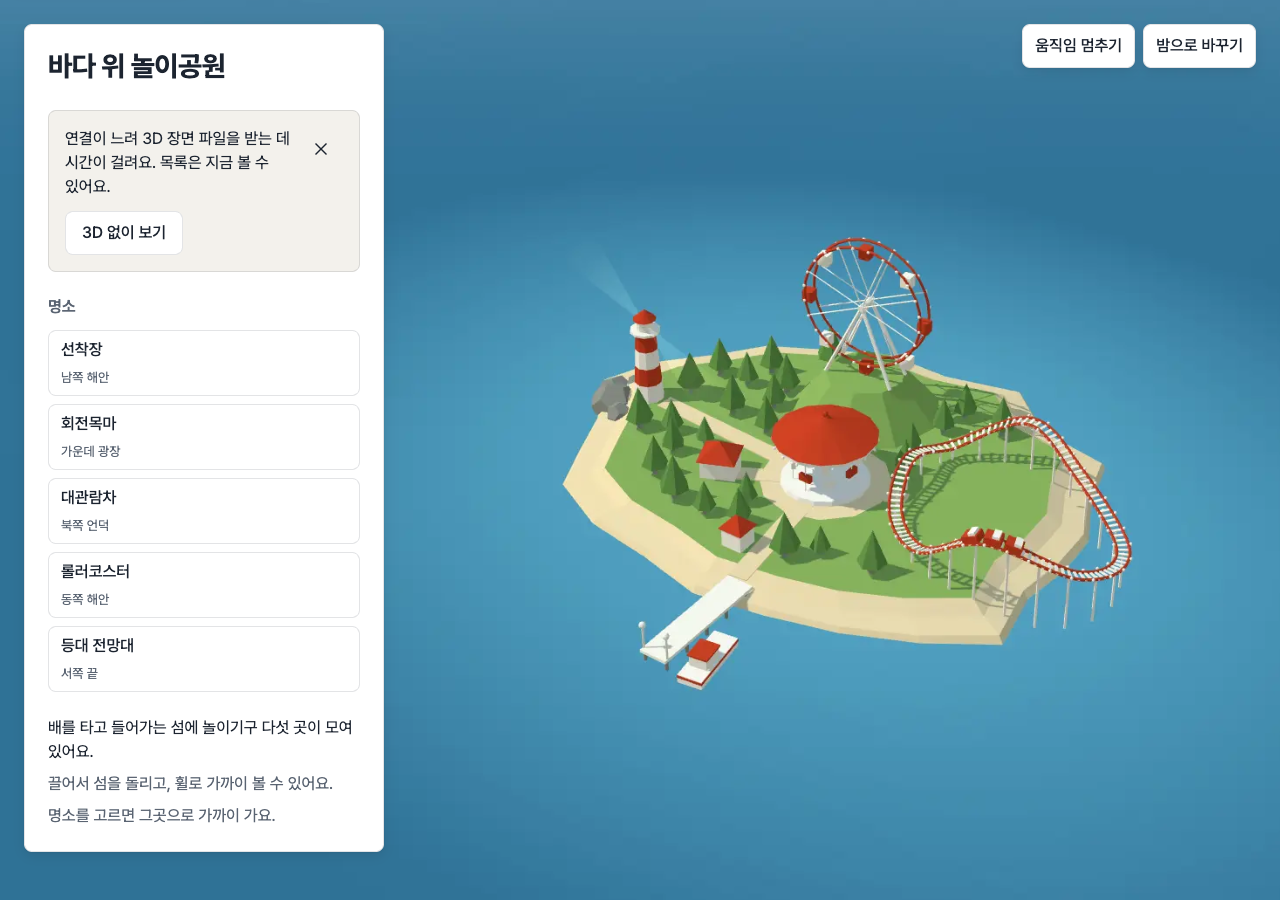 바다 위 놀이공원
연결이 느려 3D 장면 파일을 받는 데
시간이 걸려요. 목록은 지금 볼 수
있어요.
3D 없이 보기
명소
선착장
남쪽 해안
회전목마
가운데 광장
대관람차
북쪽 언덕
롤러코스터
동쪽 해안
등대 전망대
서쪽 끝
배를 타고 들어가는 섬에 놀이기구 다섯 곳이 모여
있어요.
끌어서 섬을 돌리고, 휠로 가까이 볼 수 있어요.
명소를 고르면 그곳으로 가까이 가요.
움직임 멈추기
밤으로 바꾸기